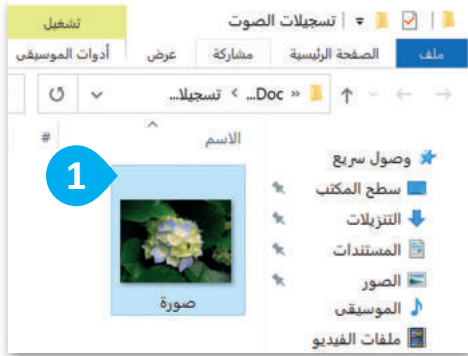 تسجيلات الصوت
تشغيل
ملف الصفحة الرئيسية مشاركة عرض أدوات الموسيقى
Doc... » تسجيلا...
الاسم
#
1
صورة
وصول سريع
سطح المكتب
التنزيلات
المستندات
الصور
الموسيقى
ملفات الفيديو